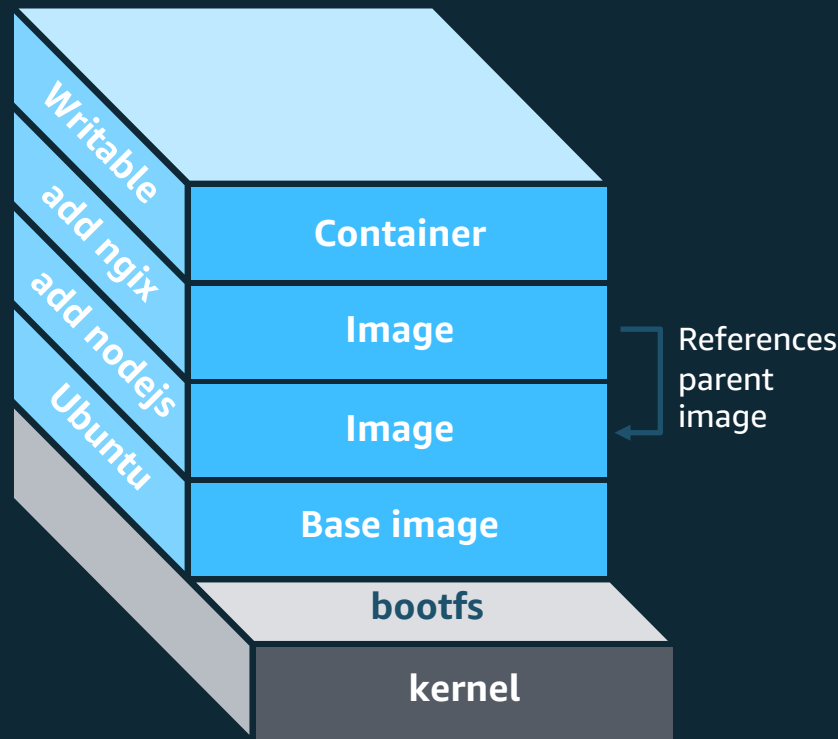 Writable
Container
add ngix
Image
add nodejs
Image
Ubuntu
Base image
References
parent
image
bootfs
kernel